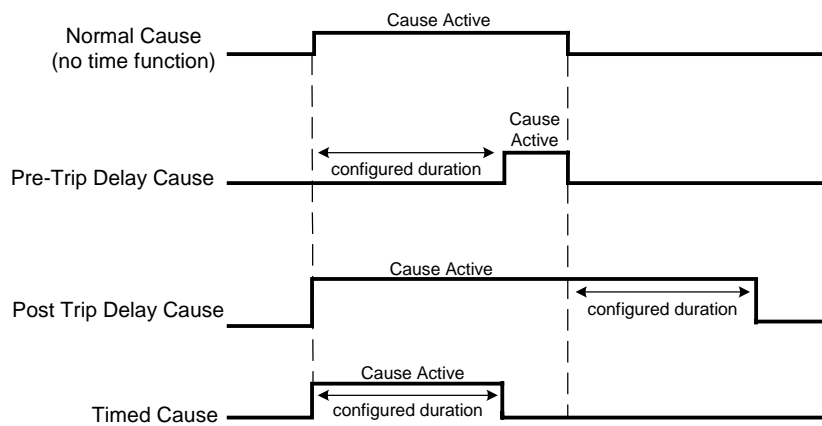 Cause Active
Normal Cause
(no time function)
Cause
Active
configured duration
Pre-Trip Delay Cause
Cause Active
Post Trip Delay Cause
configured duration
Cause Active
configured duration
Timed Cause